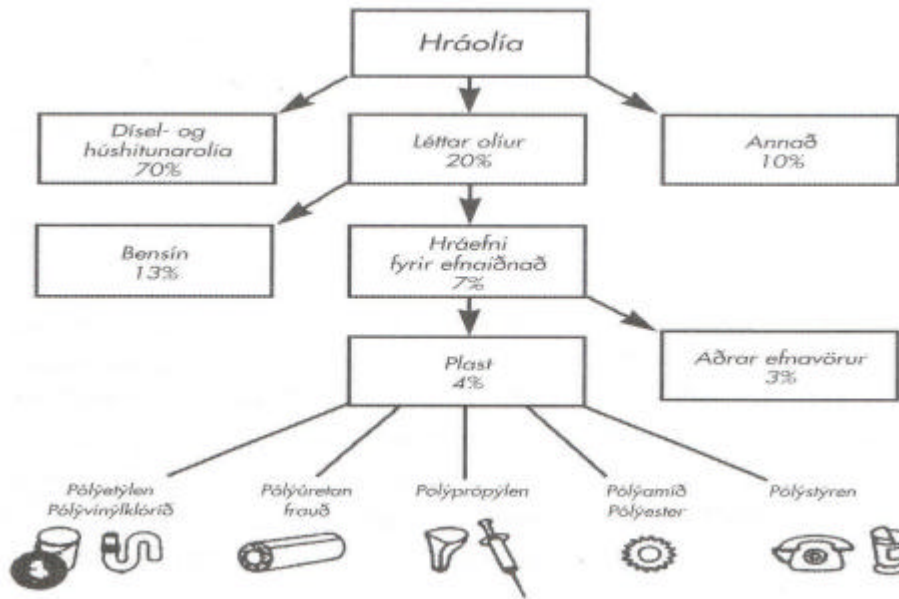 Hráolía
Dísel- og
húshitunarolía
70%
Léttar olíur
20%
Annað
10%
Bensín
13%
Hráefni
fyrir efnaiðnað
7%
Plast
4%
Aðrar efnavörur
3%
Pólýetýlen
Pólývínýlklóríð
Pólýúretan
frauð
Polýprópýlen
Pólýamíð
Pólýester
Pólýstýren